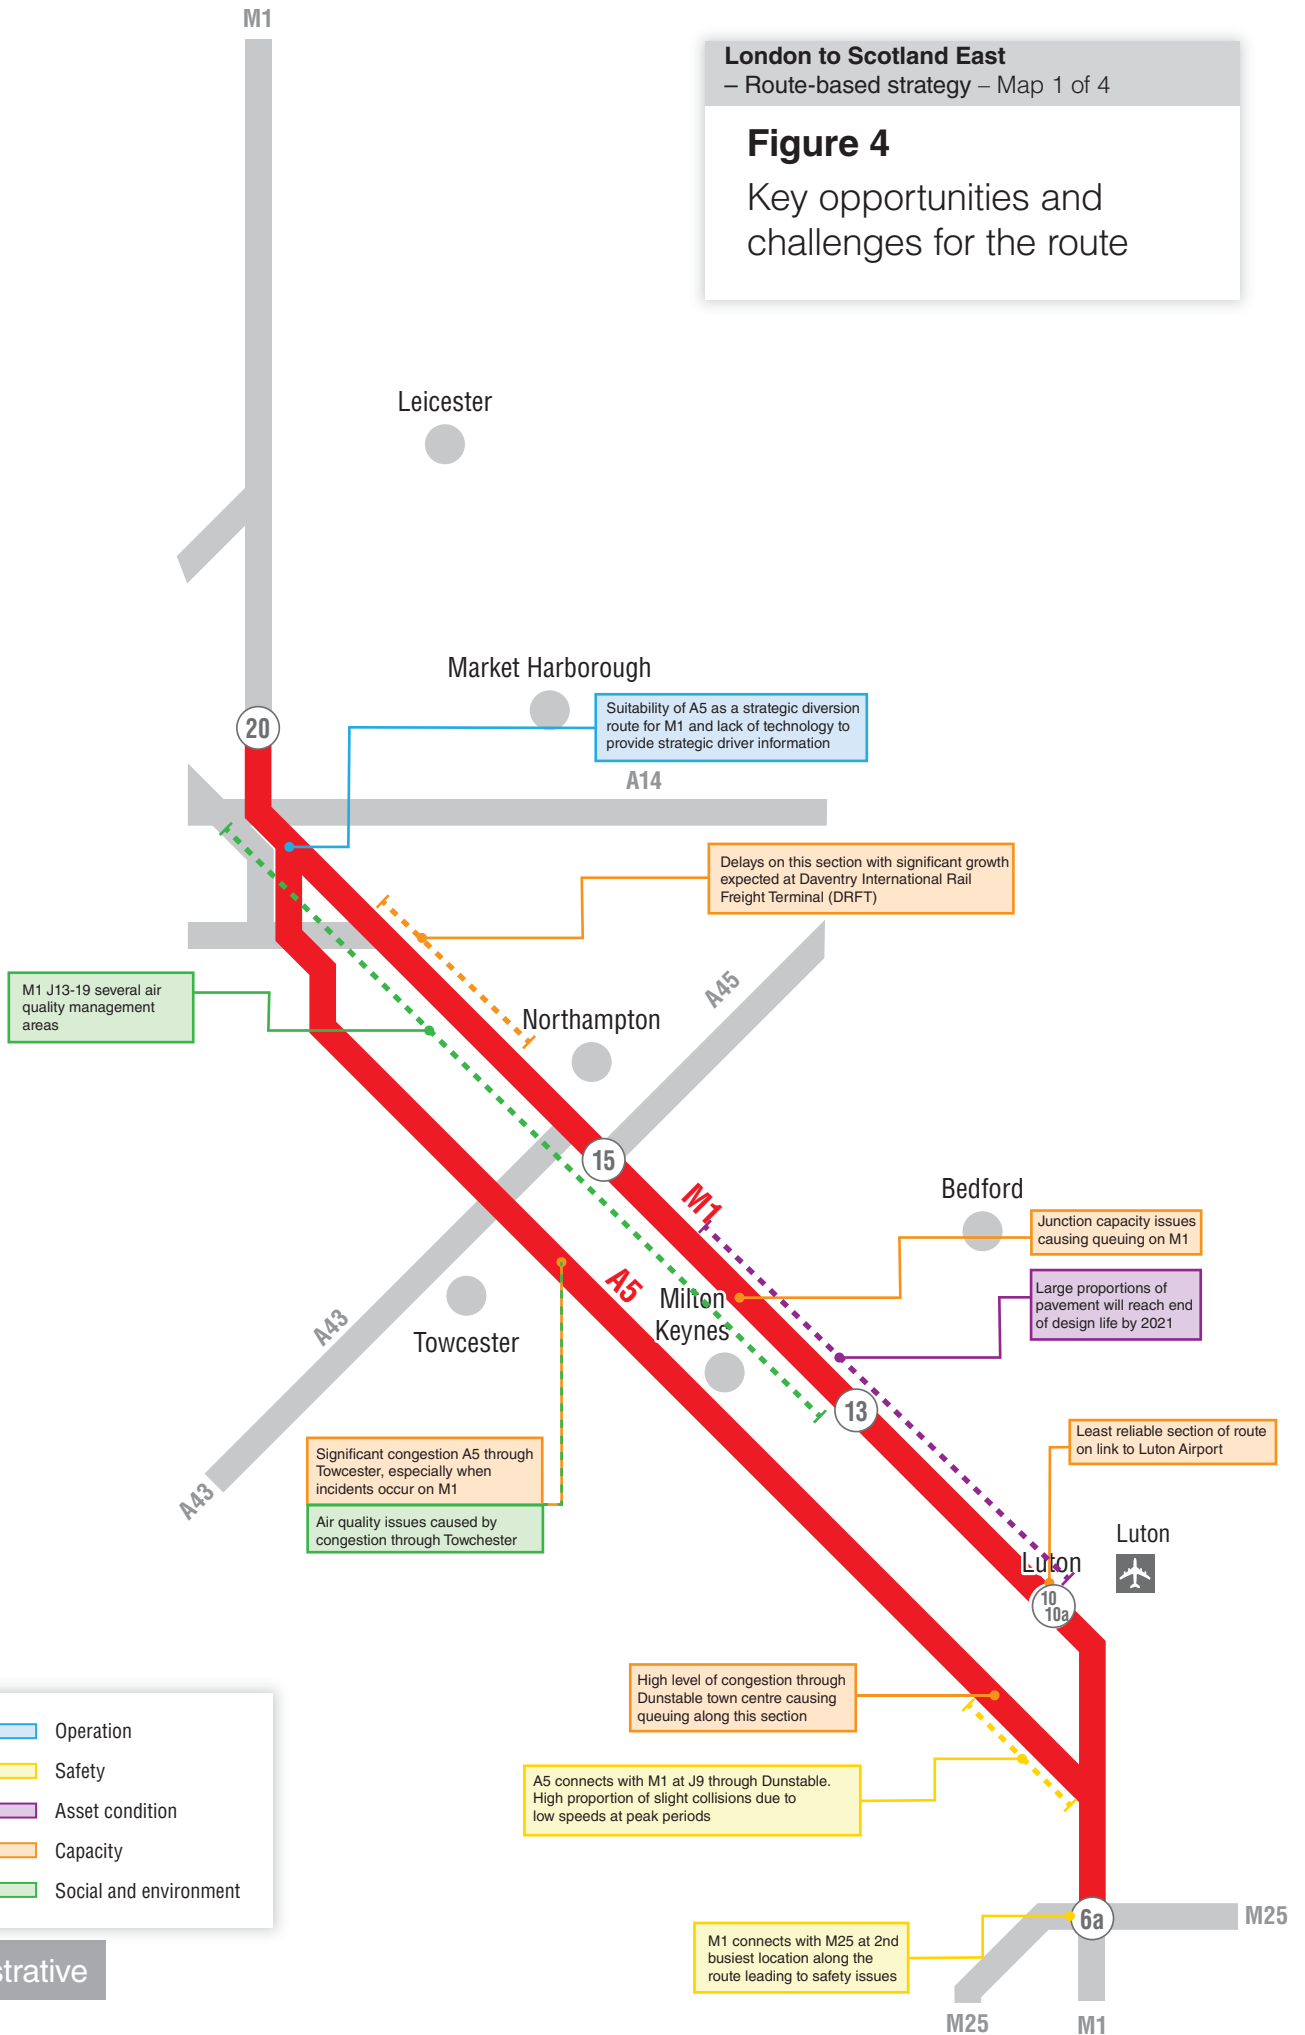 M1
London to Scotland East
– Route-based strategy – Map 1 of 4
Figure 4
Key opportunities and
challenges for the route
Leicester
Market Harborough
Suitability of A5 as a strategic diversion
route for M1 and lack of technology to
provide strategic driver information
20
A14
Delays on this section with significant growth
expected at Daventry International Rail
Freight Terminal (DRFT)
M1 J13-19 several air
quality management
areas
A45
Northampton
15
M1
Bedford
Junction capacity issues
causing queuing on M1
Large proportions of
pavement will reach end
of design life by 2021
A5
Milton
Keynes
A43
Towcester
13
Least reliable section of route
on link to Luton Airport
Significant congestion A5 through
Towcester, especially when
incidents occur on M1
Air quality issues caused by
congestion through Towchester
A43
Luton
Luton
10
10a
High level of congestion through
Dunstable town centre causing
queuing along this section
A5 connects with M1 at J9 through Dunstable.
High proportion of slight collisions due to
low speeds at peak periods
Operation
Safety
Asset condition
Capacity
Social and environment
6a
M25
M1 connects with M25 at 2nd
busiest location along the
route leading to safety issues
strative
M25
M1